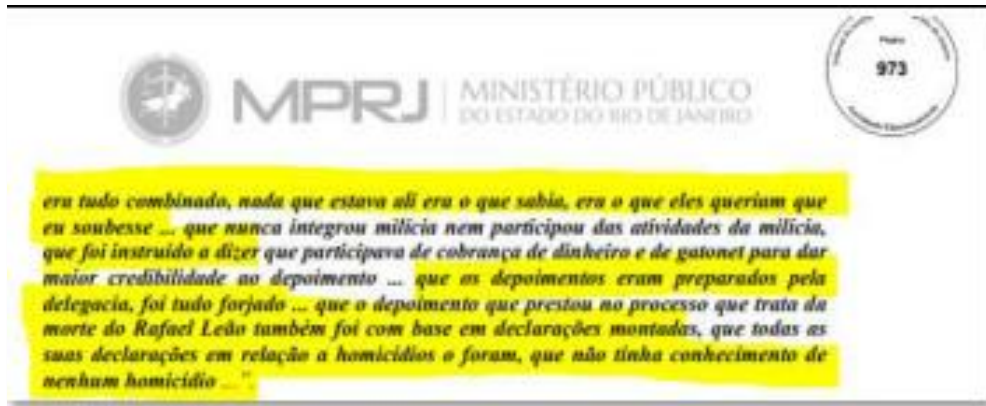 973
MPRJ
MINISTÉRIO PÚBLICO
DO ESTADO DO RIO DE JANEIRO
era tudo combinado, nada que estava ali era o que sabia, era o que eles queriam que
eu soubesse ... que nunca integrou milícia nem participou das atividades da milícia,
que foi instruído a dizer que participava de cobrança de dinheiro e de gatonet para dar
maior credibilidade ao depoimento ... que os depoimentos eram preparados pela
delegacia, foi tudo forjado ... que o depoimento que prestou no processo que trata da
morte do Rafael Leão também foi com base em declarações montadas, que todas as
suas declarações em relação a homicídios o foram, que não tinha conhecimento de
nenhum homicídio ...".